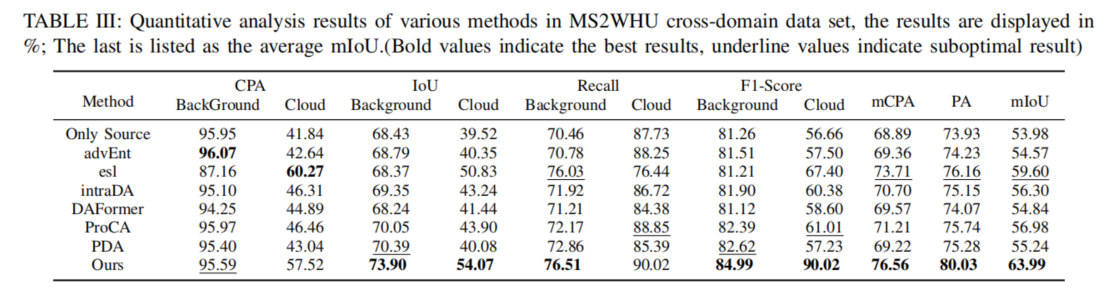 TABLE III: Quantitative analysis results of various methods in MS2WHU cross-domain data set, the results are displayed in
%; The last is listed as the average mIoU.(Bold values indicate the best results, underline values indicate suboptimal result)
CPA IoU Recall F1-Score
Method BackGround Cloud Background Cloud Background Cloud Background Cloud mCPA PA mIoU
Only Source 95.95 41.84 68.43 39.52 70.46 87.73 81.26 56.66 68.89 73.93 53.98
advEnt 96.07 42.64 68.79 40.35 70.78 88.25 81.51 57.50 69.36 74.23 54.57
esl 87.16 60.27 68.37 50.83 76.03 76.44 81.21 67.40 73.71 76.16 59.60
intraDA 95.10 46.31 69.35 43.24 71.92 86.72 81.90 60.38 70.70 75.15 56.30
DAFormer 94.25 44.89 68.24 41.44 71.21 84.38 81.12 58.60 69.57 74.07 54.84
ProCA 95.97 46.46 70.05 43.90 72.17 88.85 82.39 61.01 71.21 75.74 56.98
PDA 95.40 43.04 70.39 40.08 72.86 85.39 82.62 57.23 69.22 75.28 55.24
Ours 95.59 57.52 73.90 54.07 76.51 90.02 84.99 90.02 76.56 80.03 63.99